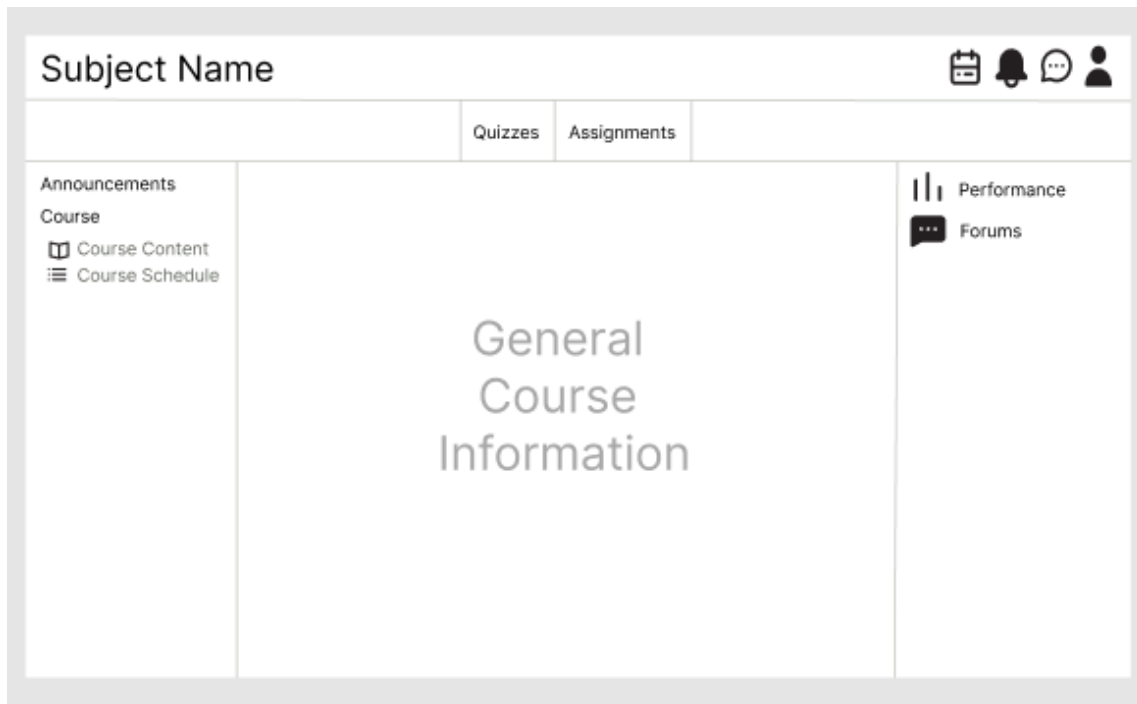 Subject Name
Quizzes
Assignments
Announcements
Course
Course Content
Course Schedule
General
Course
Information
Performance
Forums